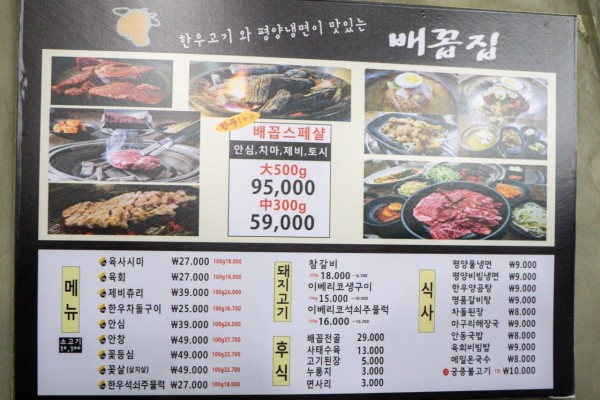 한우고기 와 평양냉면이 맛있는
배꼽집
한우1++
배꼽스페샬
안심,치마,제비,토시
大500g
95,000
中300g
59,000
메뉴
소고기
육사시미 ₩27.000 100g18.000
육회 ₩27.000 100g18.000
제비츄리 ₩39.000 100g26.000
한우차돌구이 ₩25.000 100g16.700
안심 ₩39.000 100g26.000
안창 ₩49.000 100g37.700
꽃등심 ₩49.000 100g32.700
꽃살(살치살) ₩49.000 100g32.700
한우석쇠주물럭 ₩27.000 100g18.000
돼지고기
참갈비
18.000
이베리코생구이
15.000
이베리코석쇠주물럭
16.000
후식
배꼽전골 29.000
사태수육 13.000
고기된장 5.000
누룽지 3.000
면사리 3.000
식사
평양물냉면 ₩9.000
평양비빔냉면 ₩9.000
한우양곰탕 ₩9.000
명품갈비탕 ₩9.000
차돌된장 ₩8.000
마구리해장국 ₩9.000
안동국밥 ₩8.000
육회비빔밥 ₩9.000
메밀온국수 ₩8.000
궁중불고기 ₩10.000